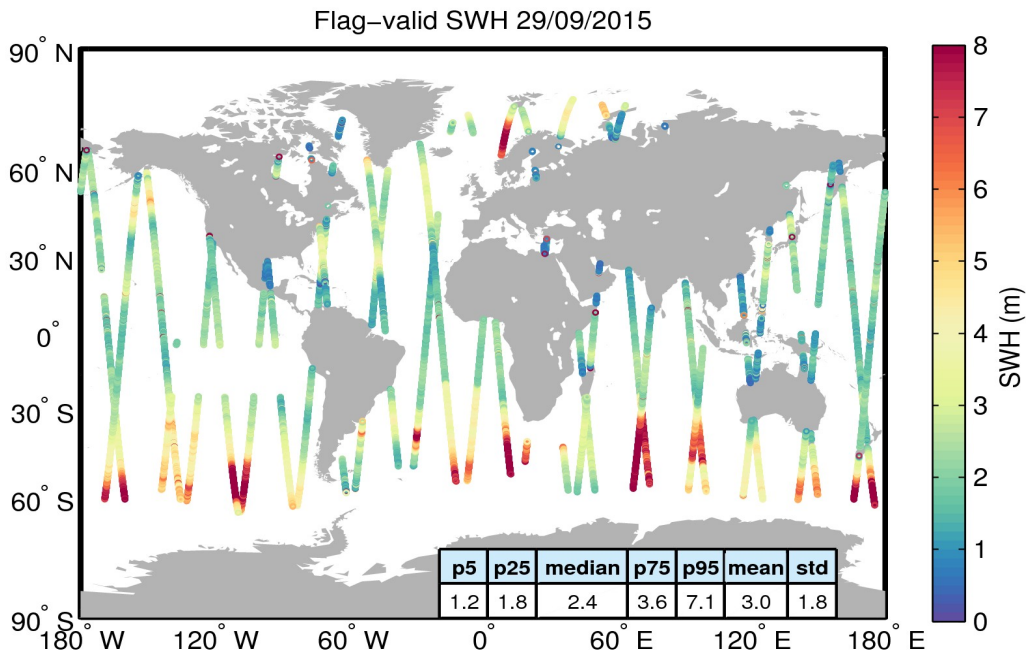 Flag−valid SWH 29/09/2015
90° N
60° N
30° N
0°
30° S
60° S
90° S
180° W
120° W
60° W
0°
60° E
120° E
180° E
p5 p25 median p75 p95 mean std
1.2 1.8 2.4 3.6 7.1 3.0 1.8
8
7
6
5
4
3
2
1
0
SWH (m)